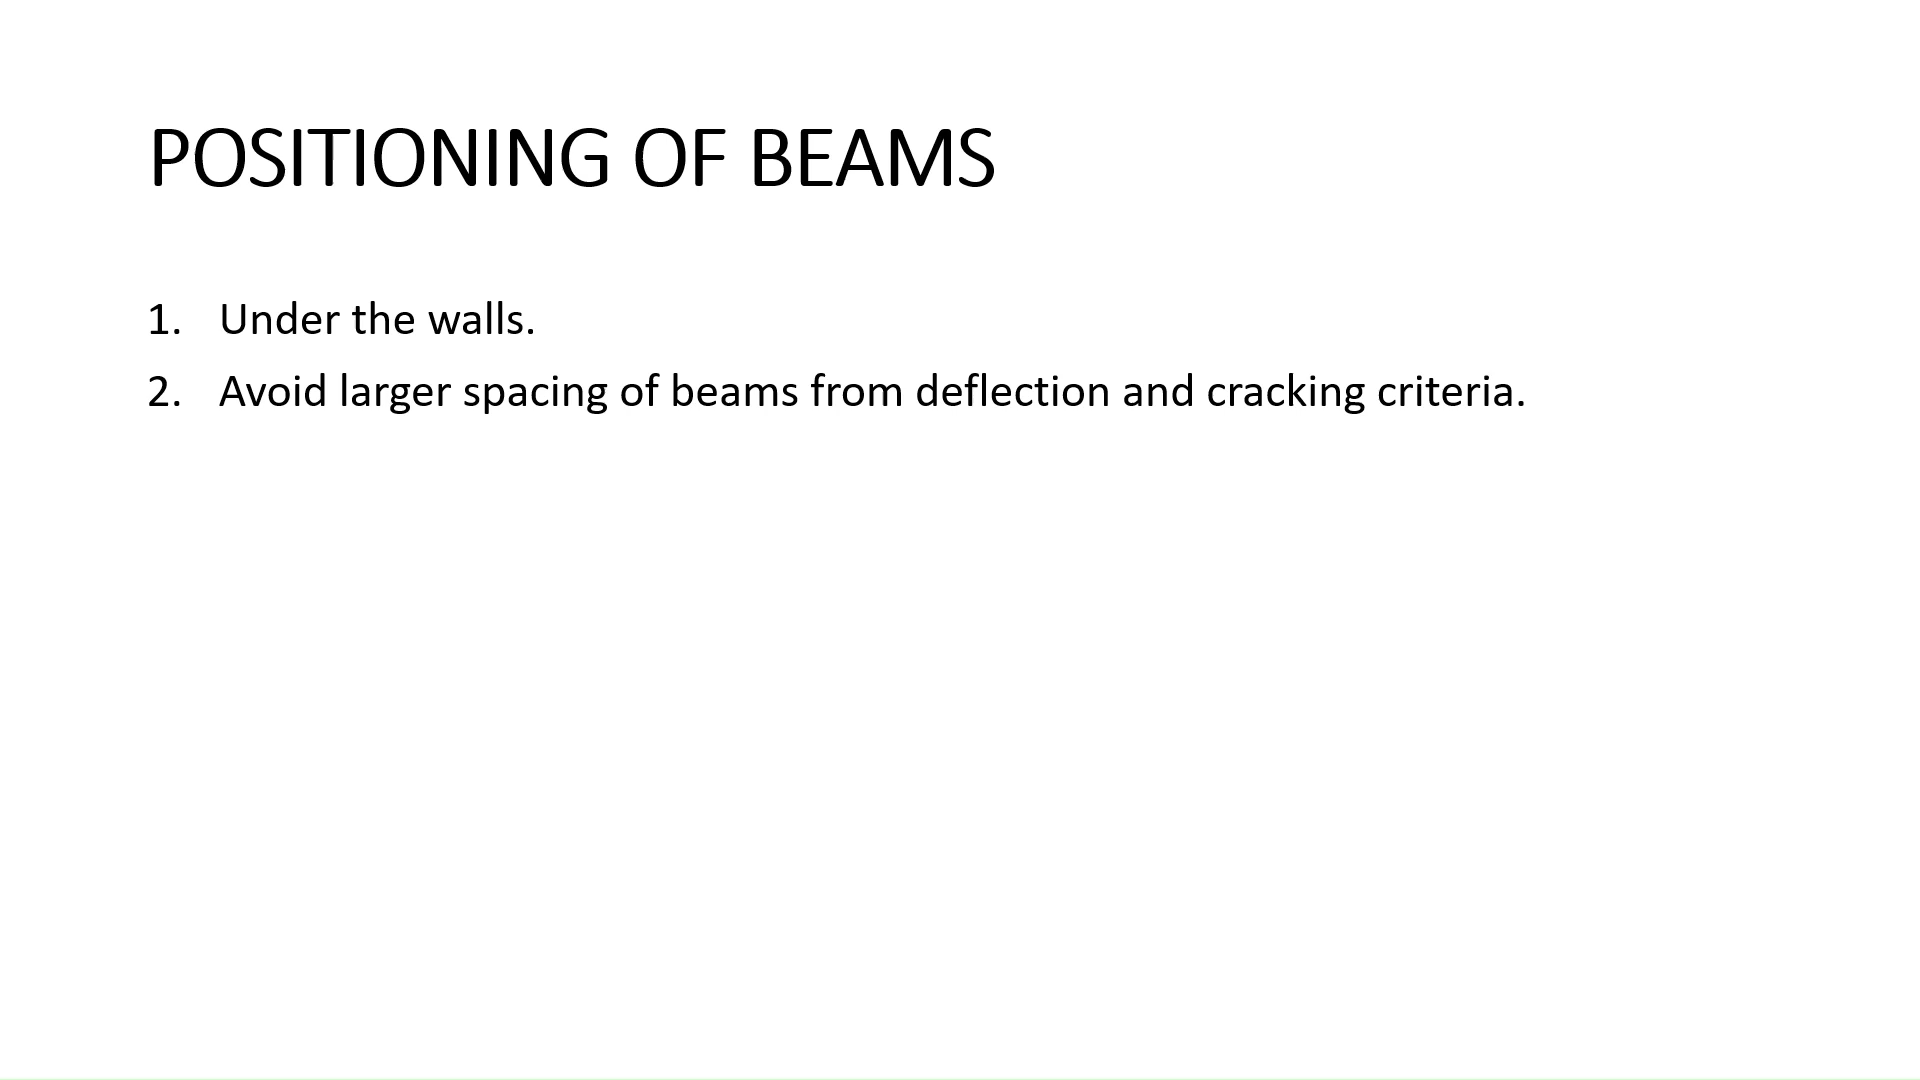 POSITIONING OF BEAMS
1. Under the walls.
2. Avoid larger spacing of beams from deflection and cracking criteria.